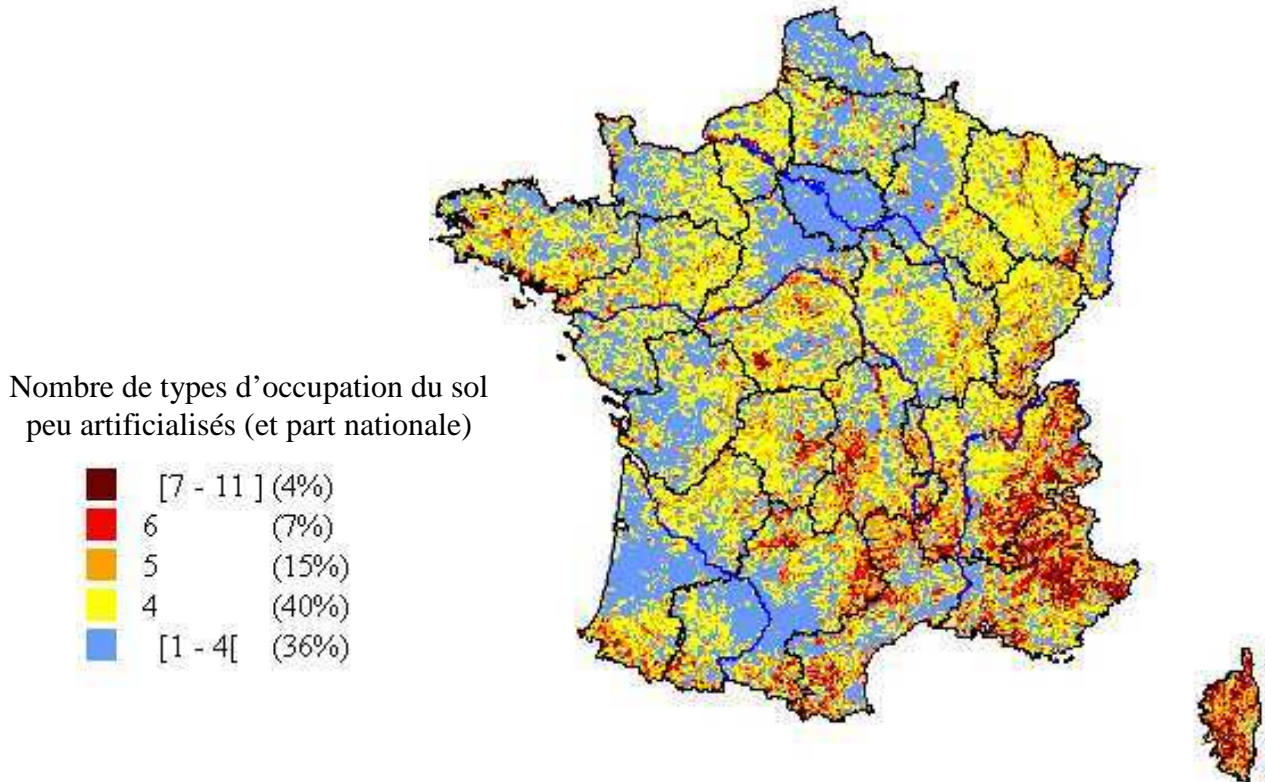 Nombre de types d’occupation du sol
peu artificialisés (et part nationale)
[7 - 11 ] (4%)
6 (7%)
5 (15%)
4 (40%)
[1 - 4[ (36%)